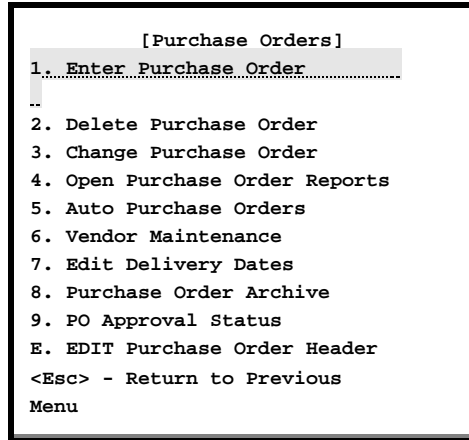 [Purchase Orders]
1. Enter Purchase Order
2. Delete Purchase Order
3. Change Purchase Order
4. Open Purchase Order Reports
5. Auto Purchase Orders
6. Vendor Maintenance
7. Edit Delivery Dates
8. Purchase Order Archive
9. PO Approval Status
E. EDIT Purchase Order Header
<Esc> - Return to Previous
Menu